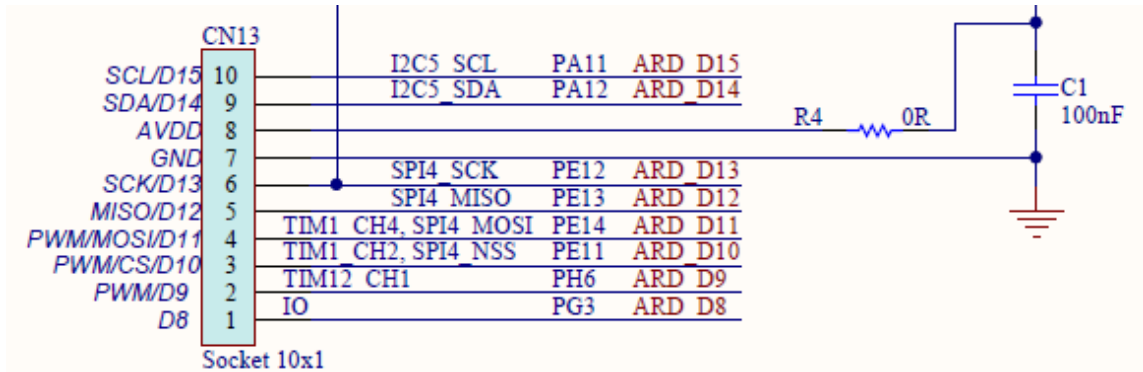 CN13
SCL/D15 10 I2C5_SCL PA11 ARD_D15
SDA/D14 9 I2C5_SDA PA12 ARD_D14
C1
100nF
AVDD 8 R4 0R
GND 7
SCK/D13 6 SPI4_SCK PE12 ARD_D13
MISO/D12 5 SPI4_MISO PE13 ARD_D12
PWM/MOSI/D11 4 TIM1_CH4, SPI4_MOSI PE14 ARD_D11
PWM/CS/D10 3 TIM1_CH2, SPI4_NSS PE11 ARD_D10
PWM/D9 2 TIM12_CH1 PH6 ARD_D9
D8 1 IO PG3 ARD_D8
Socket 10x1